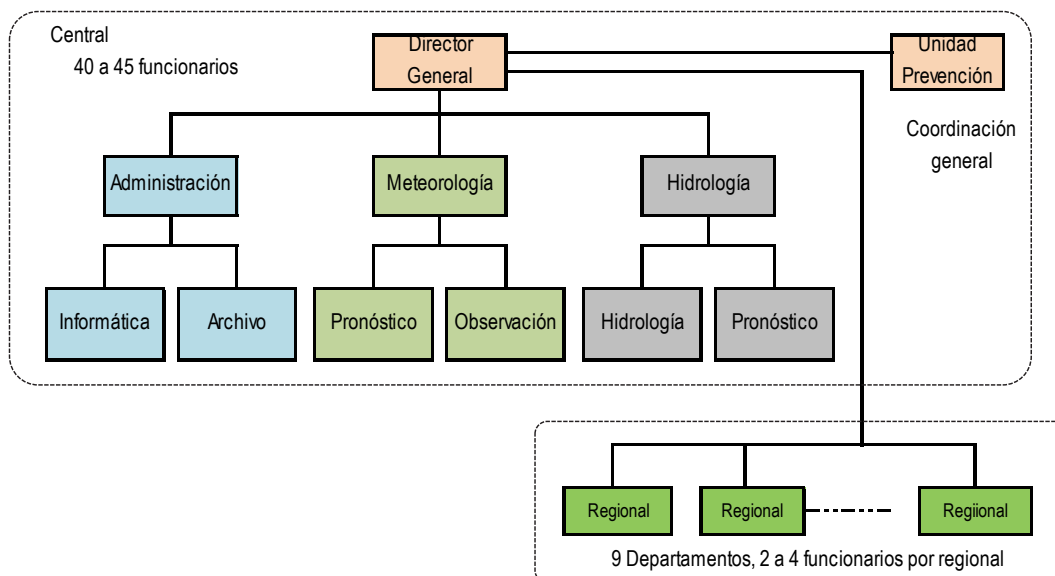 Central
40 a 45 funcionarios
Director
General
Unidad
Prevención
Coordinación
general
Administración
Meteorología
Hidrología
Informática
Archivo
Pronóstico
Observación
Hidrología
Pronóstico
Regional
Regional
Regiional
9 Departamentos, 2 a 4 funcionarios por regional